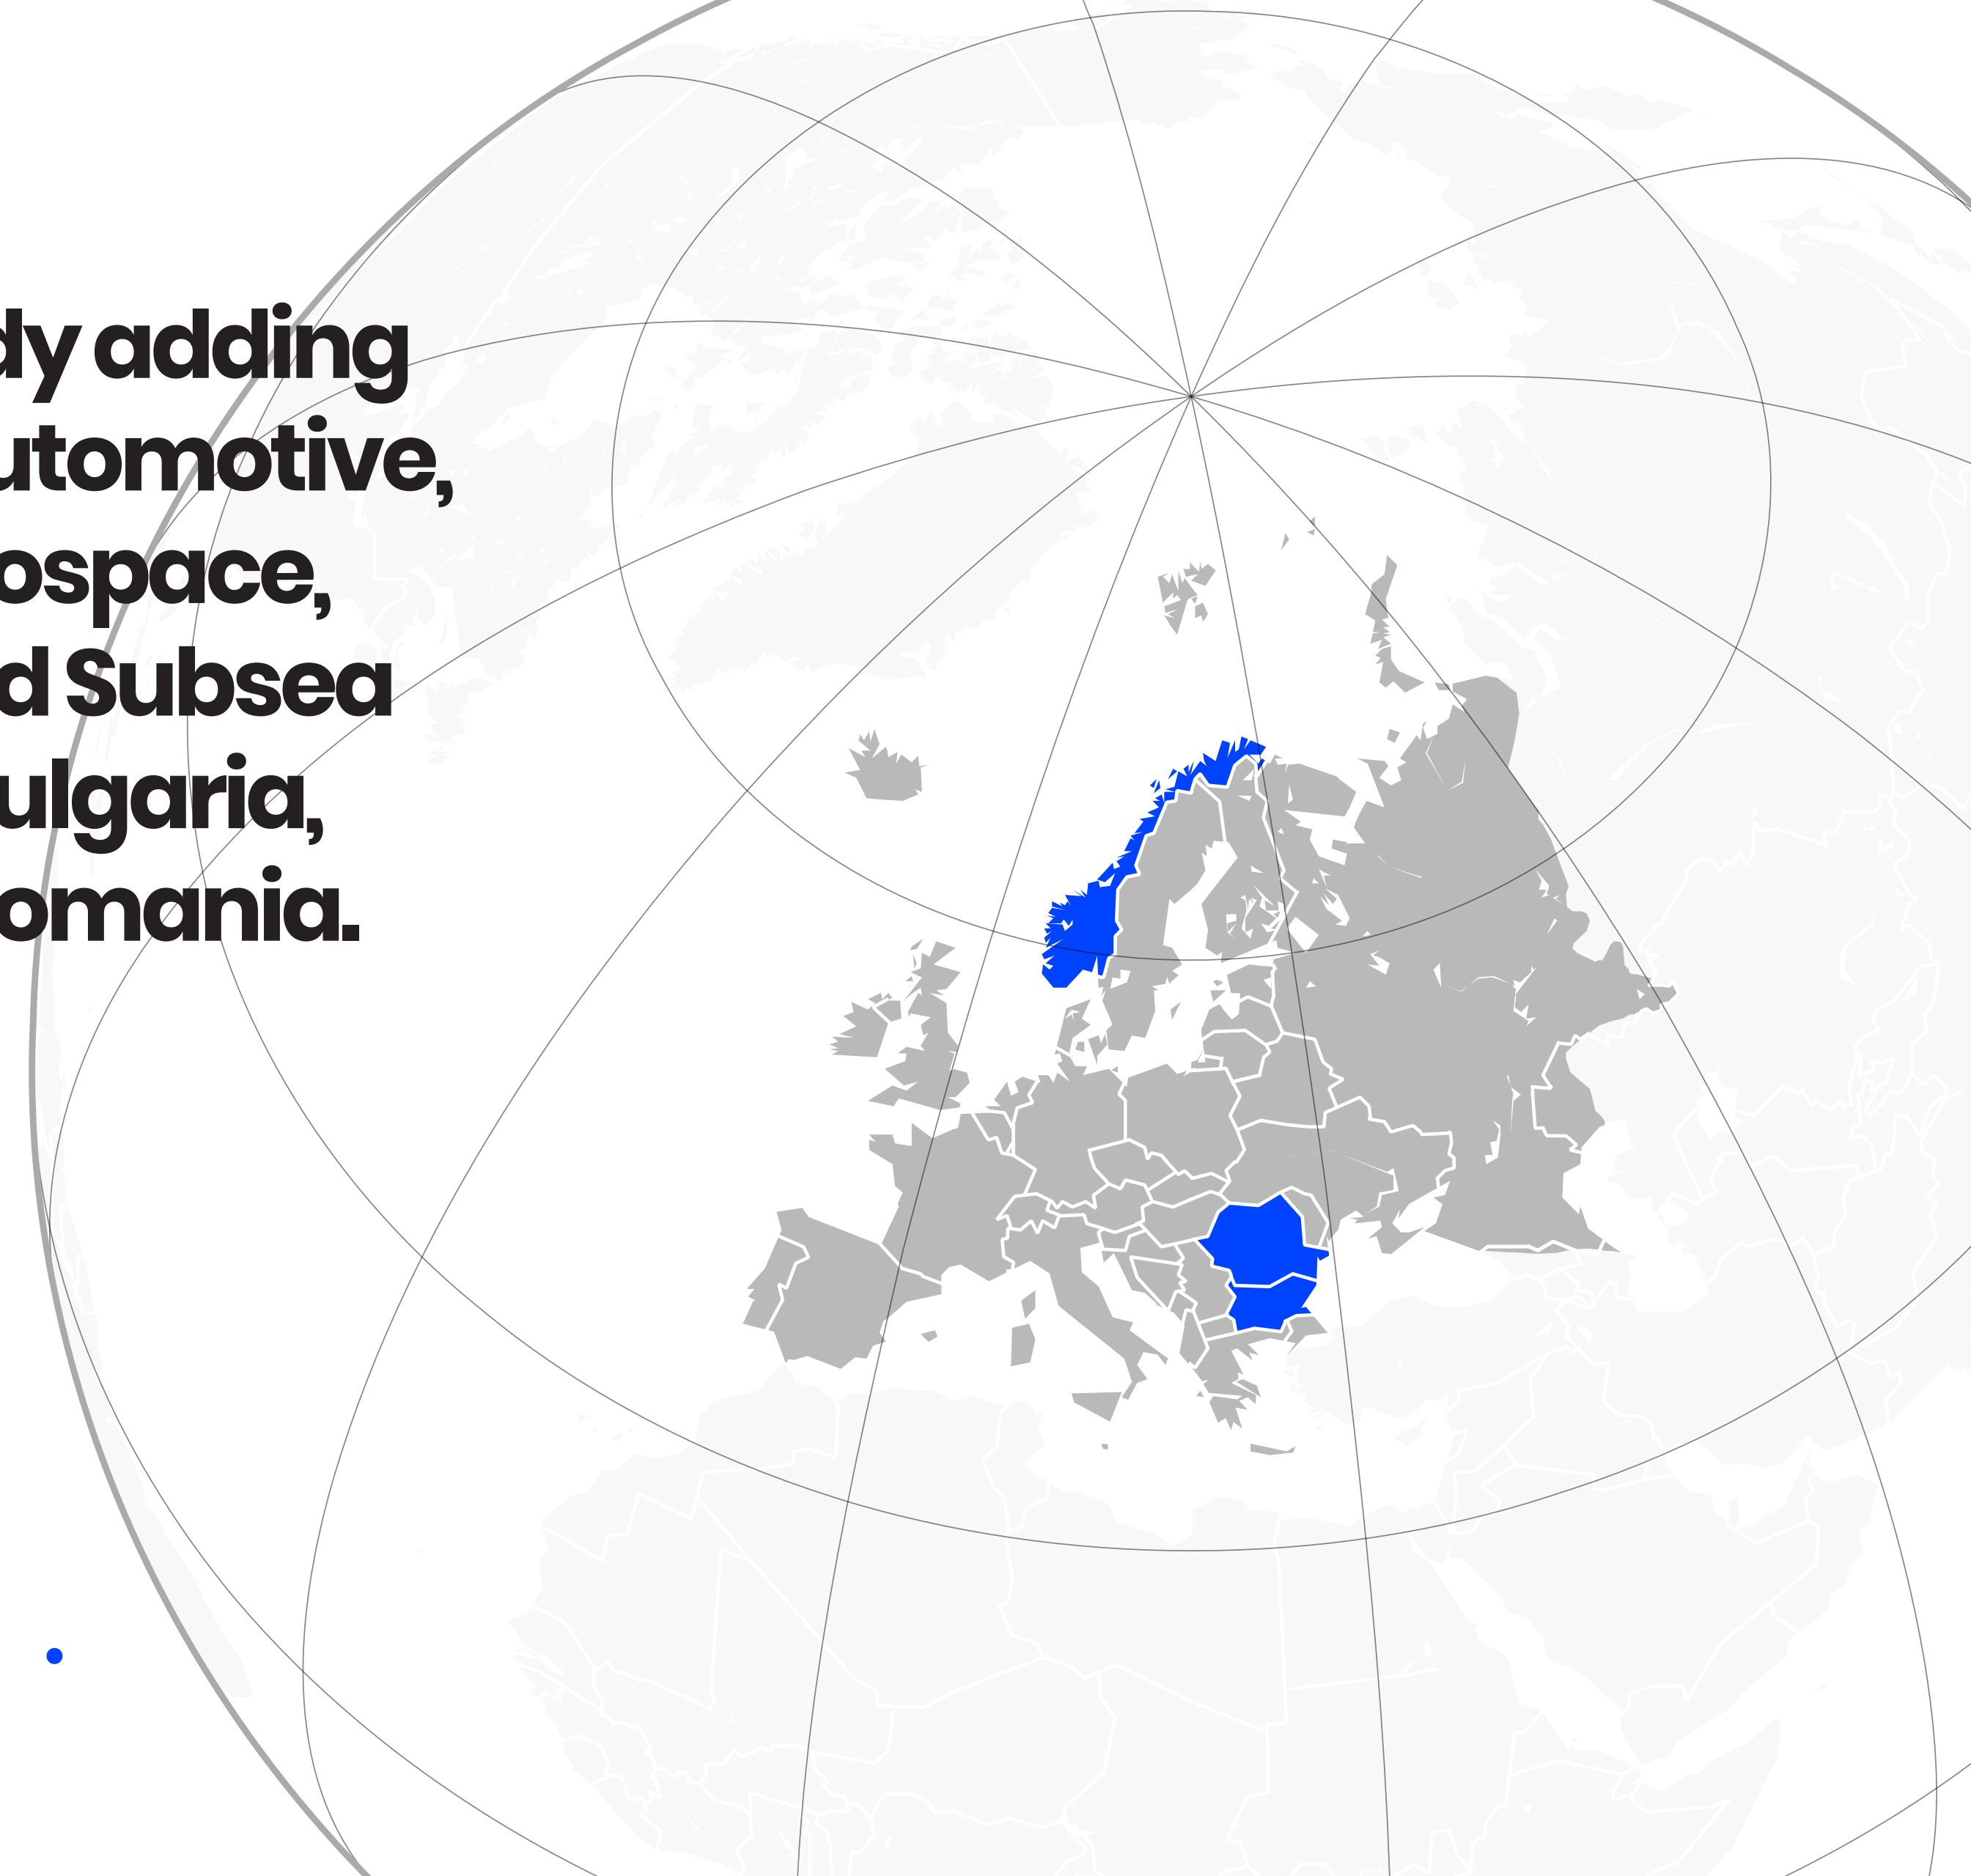 dy adding
utomotive,
ospace,
d Subsea
ulgaria,
omania.